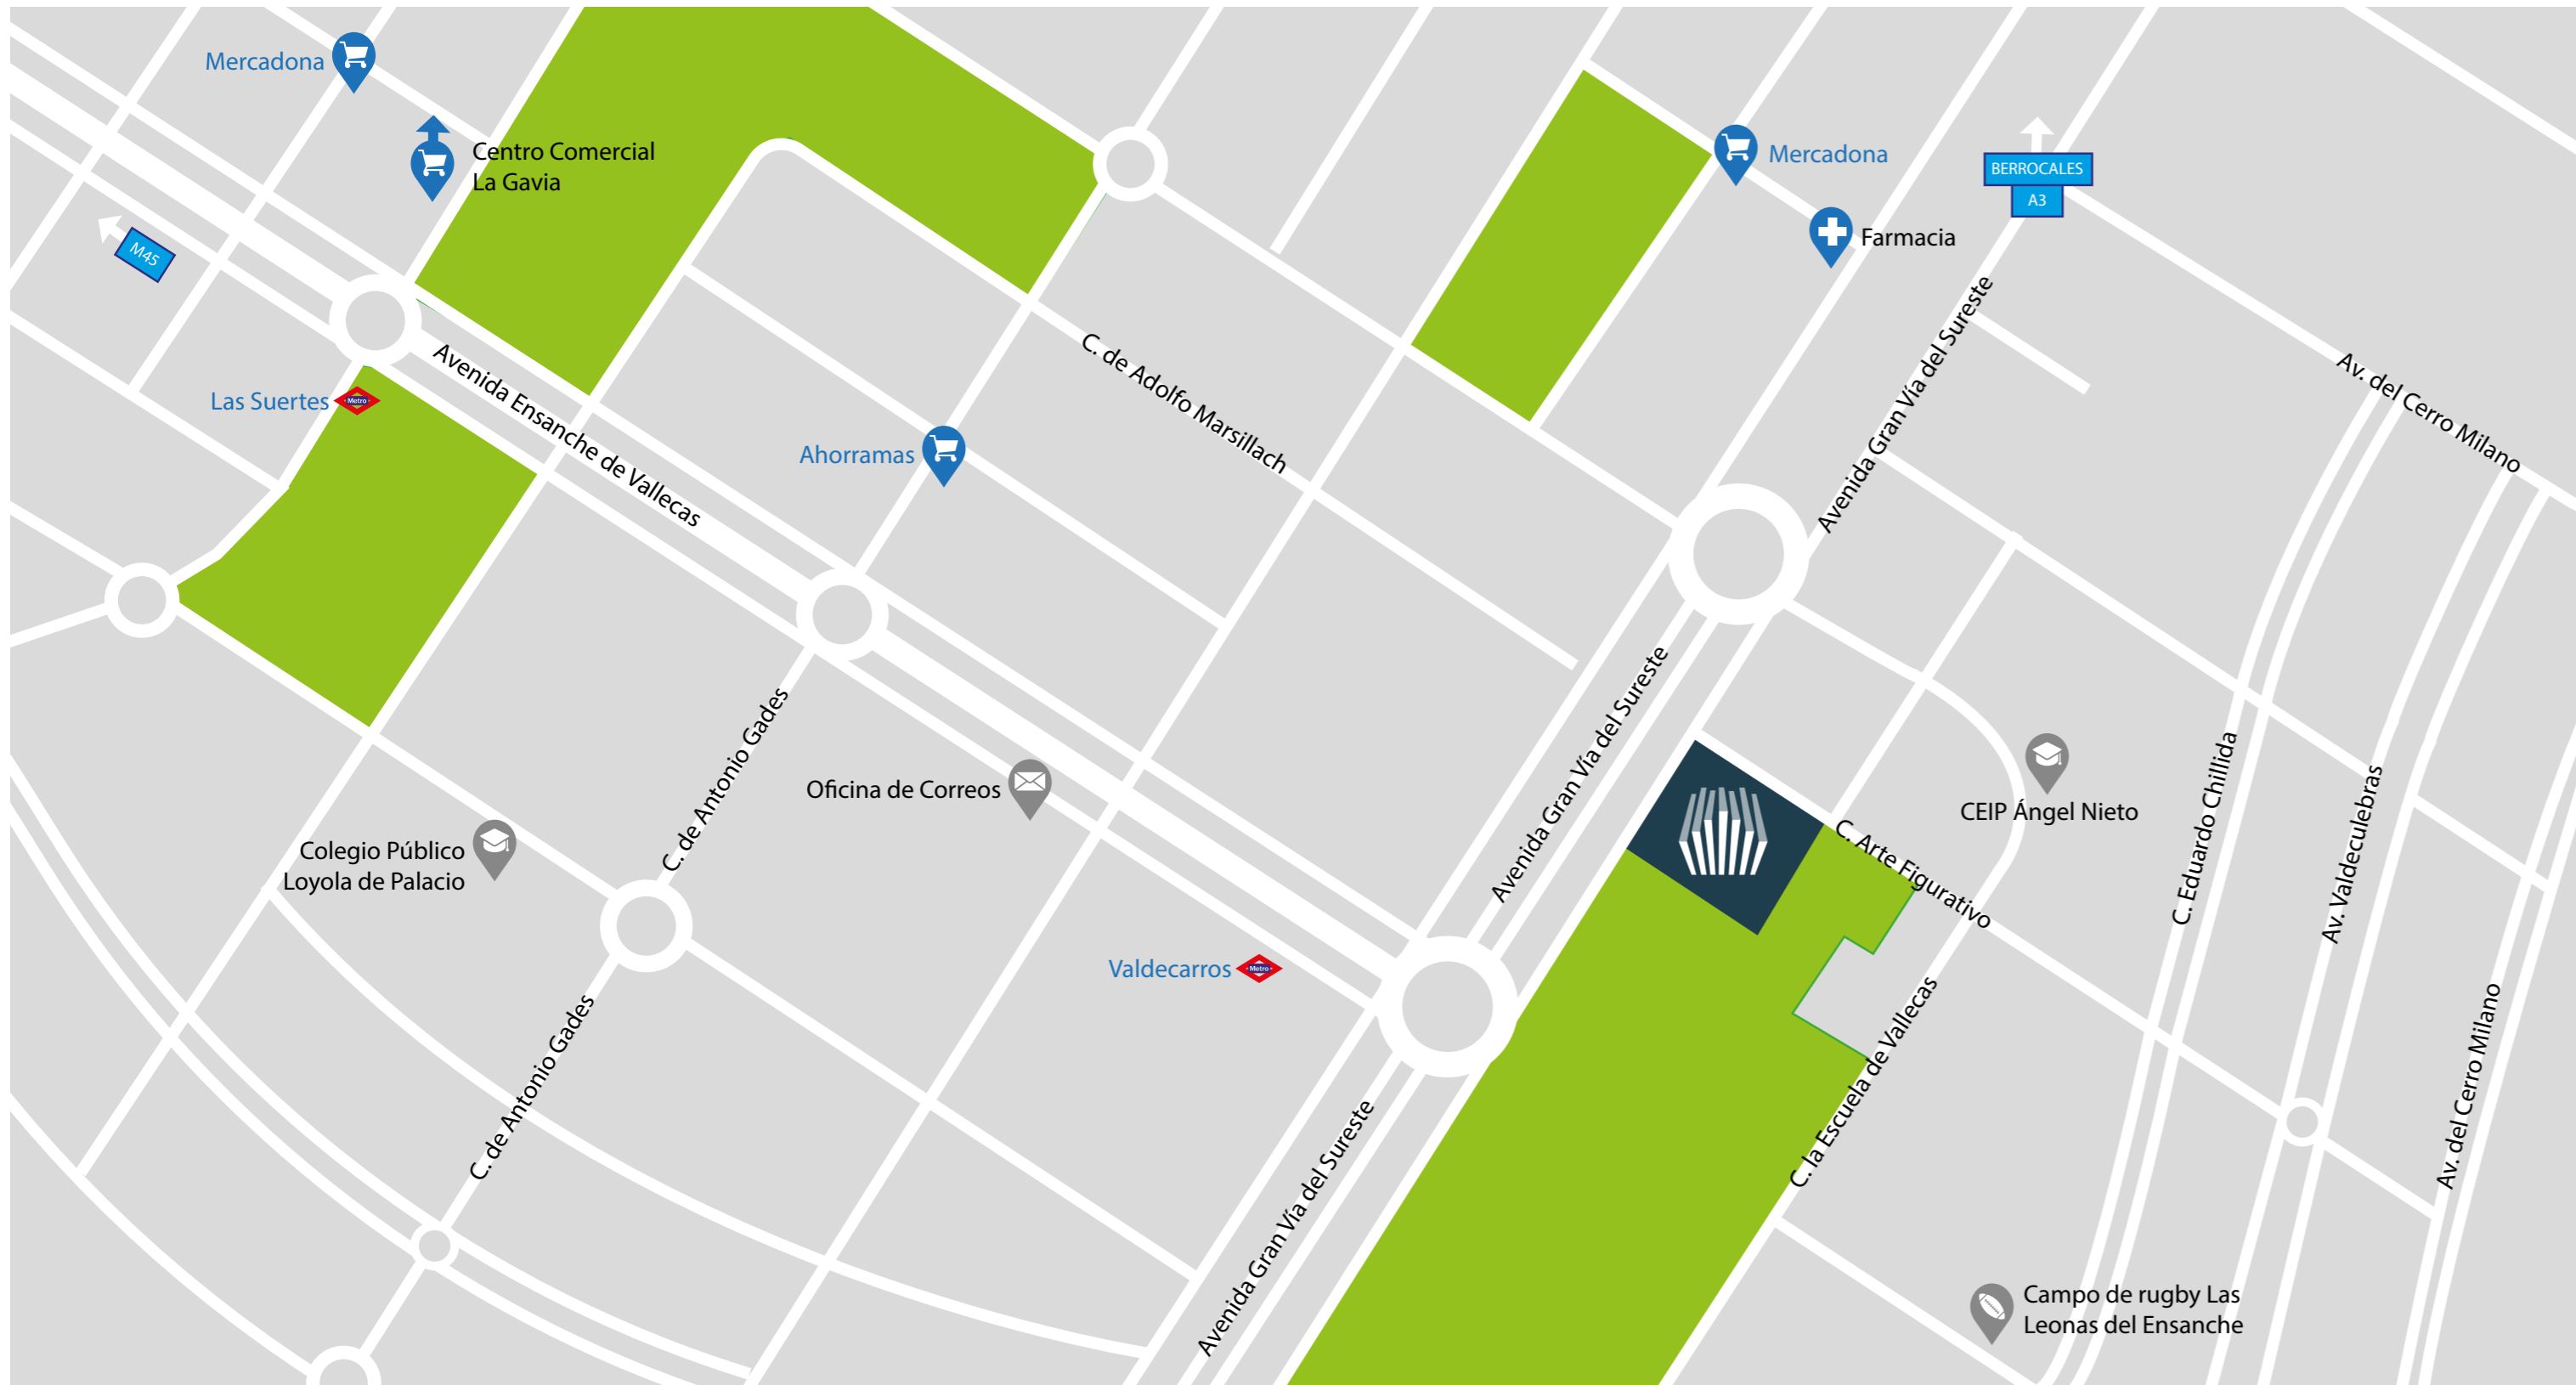 Mercadona
Centro Comercial
La Gavia
Mercadona
BERROCALES
A3
Farmacia
M45
Avenida Gran Vía del Sureste
Av. del Cerro Milano
C. de Adolfo Marsillach
Avenida Ensanche de Vallecas
Las Suertes
Metro
Ahorramas
Avenida Gran Vía del Sureste
C. de Antonio Gades
Oficina de Correos
CEIP Ángel Nieto
C. Eduardo Chillida
Av. Valdeculebras
C. Arte Figurativo
Colegio Público
Loyola de Palacio
Valdecarros
Metro
C. la Escuela de Vallecas
C. de Antonio Gades
Av. del Cerro Milano
Avenida Gran Vía del Sureste
Campo de rugby Las
Leonas del Ensanche